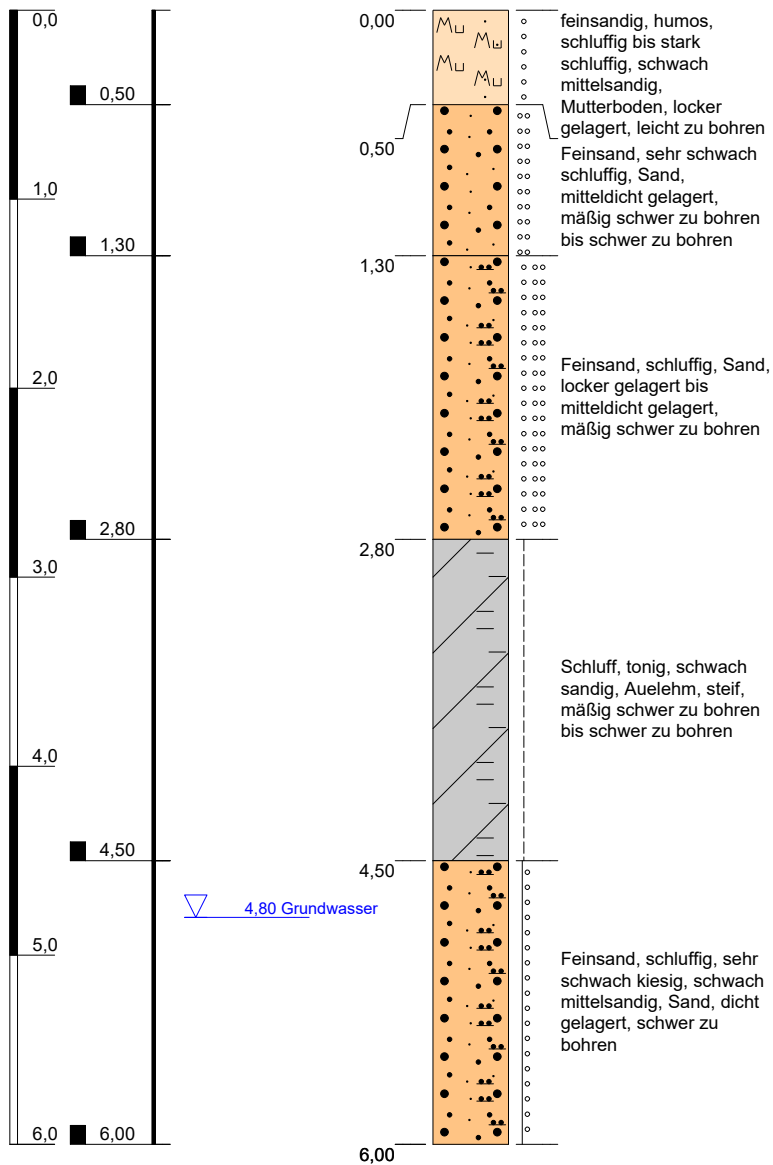 0,0
0,50
1,0
1,30
2,0
2,80
3,0
4,0
4,50
5,0
6,0
6,00
4,80 Grundwasser
0,00
0,50
1,30
2,80
4,50
6,00
feinsandig, humos,
schluffig bis stark
schluffig, schwach
mittelsandig,
Mutterboden, locker
gelagert, leicht zu bohren
Feinsand, sehr schwach
schluffig, Sand,
mitteldicht gelagert,
mäßig schwer zu bohren
bis schwer zu bohren
Feinsand, schluffig, Sand,
locker gelagert bis
mitteldicht gelagert,
mäßig schwer zu bohren
Schluff, tonig, schwach
sandig, Auelehm, steif,
mäßig schwer zu bohren
bis schwer zu bohren
Feinsand, schluffig, sehr
schwach kiesig, schwach
mittelsandig, Sand, dicht
gelagert, schwer zu
bohren